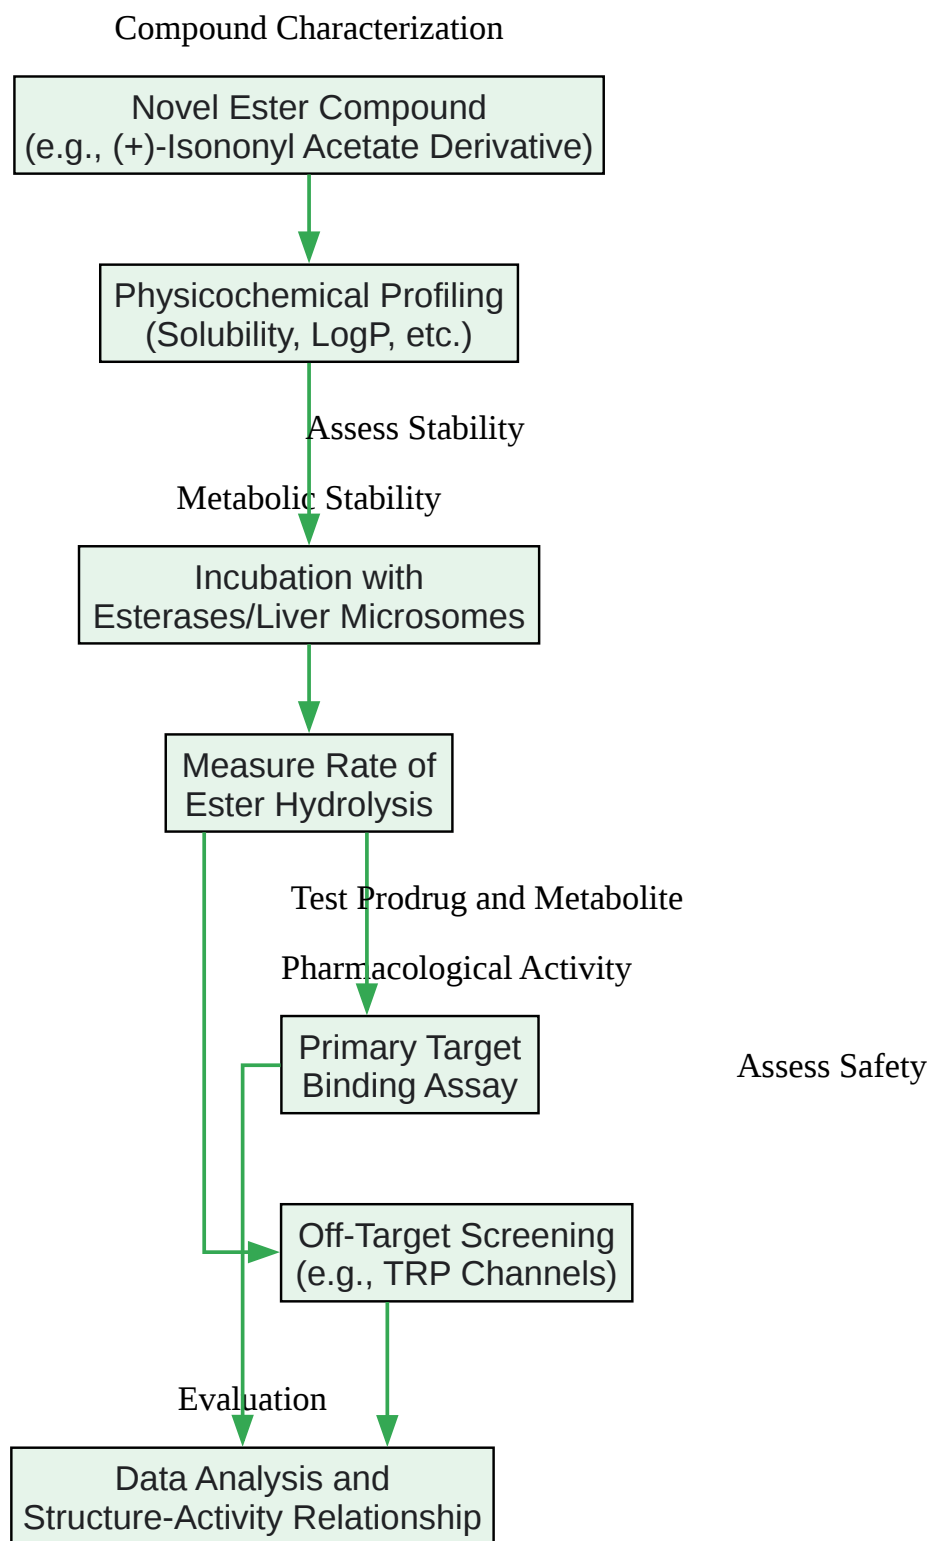 Compound Characterization
Novel Ester Compound
(e.g., (+)-Isononyl Acetate Derivative)
Physicochemical Profiling
(Solubility, LogP, etc.)
Assess Stability
Metabolic Stability
Incubation with
Esterases/Liver Microsomes
Measure Rate of
Ester Hydrolysis
Test Prodrug and Metabolite
Pharmacological Activity
Primary Target
Binding Assay
Assess Safety
Off-Target Screening
(e.g., TRP Channels)
Evaluation
Data Analysis and
Structure-Activity Relationship